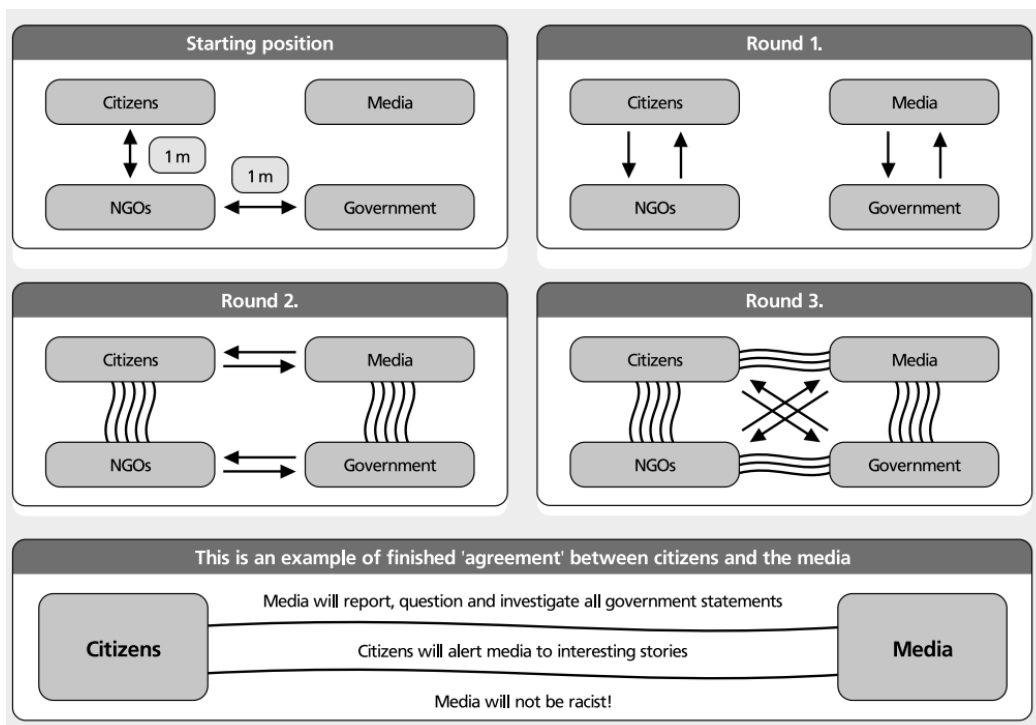 Starting position
Citizens
Media
1 m
1 m
NGOs
Government
Round 1.
Citizens
Media
NGOs
Government
Round 2.
Citizens
Media
NGOs
Government
Round 3.
Citizens
Media
NGOs
Government
This is an example of finished 'agreement' between citizens and the media
Media will report, question and investigate all government statements
Citizens
Citizens will alert media to interesting stories
Media
Media will not be racist!